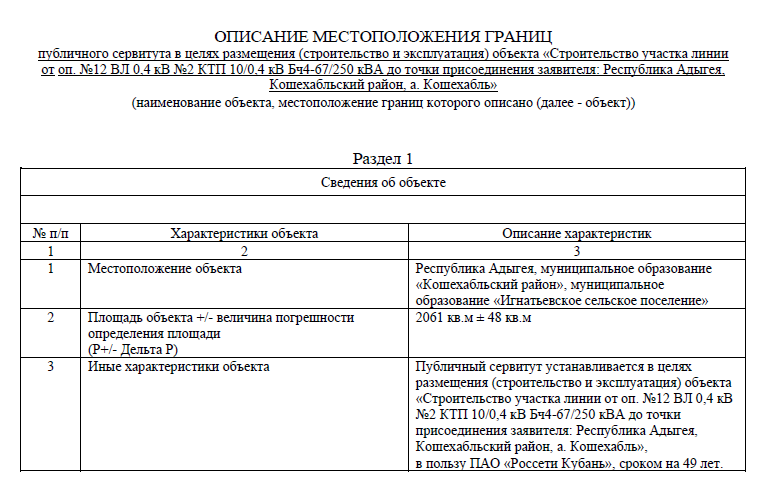 ОПИСАНИЕ МЕСТОПОЛОЖЕНИЯ ГРАНИЦ
публичного сервитута в целях размещения (строительство и эксплуатация) объекта «Строительство участка линии
от оп. №12 ВЛ 0,4 кВ №2 КТП 10/0,4 кВ Бч4-67/250 кВА до точки присоединения заявителя: Республика Адыгея,
Кошехабльский район, а. Кошехабль»
(наименование объекта, местоположение границ которого описано (далее - объект))
Раздел 1
Сведения об объекте
№ п/п Характеристики объекта Описание характеристик
1 2 3
1 Местоположение объекта Республика Адыгея, муниципальное образование
«Кошехабльский район», муниципальное
образование «Игнатьевское сельское поселение»
2 Площадь объекта +/- величина погрешности 2061 кв.м ± 48 кв.м
определения площади
(Р+/- Дельта Р)
3 Иные характеристики объекта Публичный сервитут устанавливается в целях
размещения (строительство и эксплуатация) объекта
«Строительство участка линии от оп. №12 ВЛ 0,4 кВ
№2 КТП 10/0,4 кВ Бч4-67/250 кВА до точки
присоединения заявителя: Республика Адыгея,
Кошехабльский район, а. Кошехабль»,
в пользу ПАО «Россети Кубань», сроком на 49 лет.